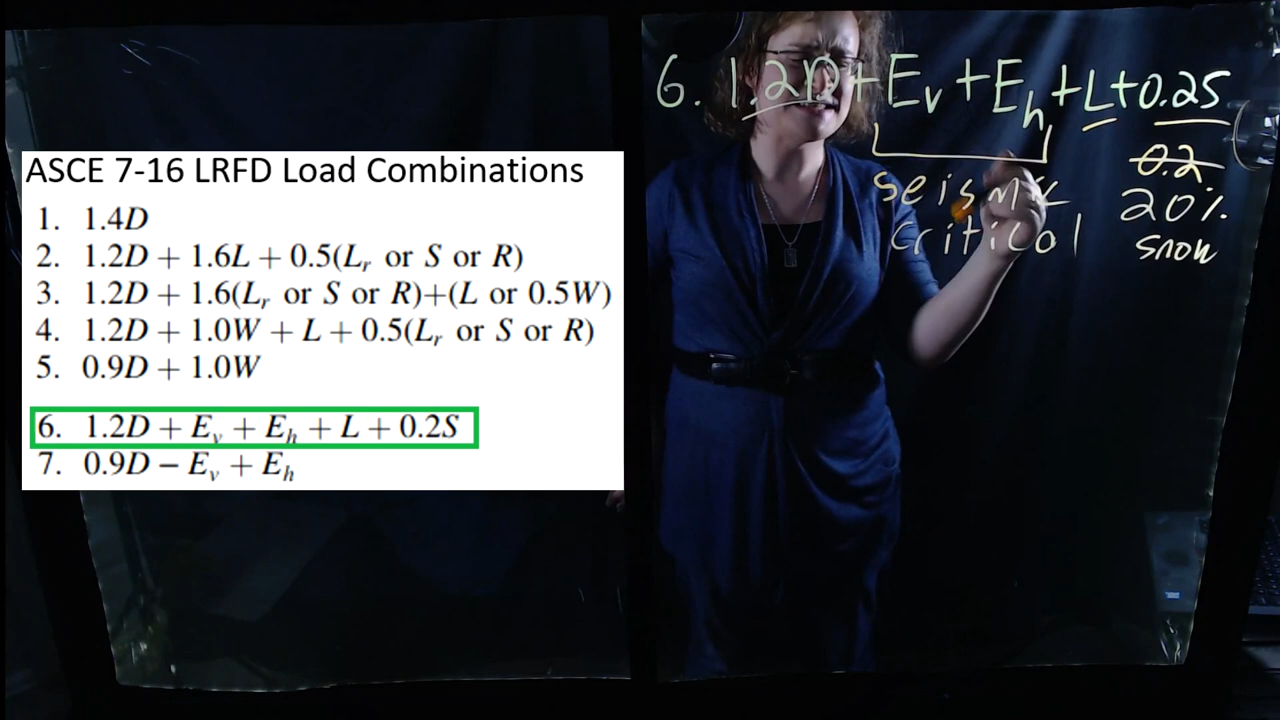 ASCE 7-16 LRFD Load Combinations
1. 1.4D
2. 1.2D + 1.6L + 0.5(Lᵣ or S or R)
3. 1.2D + 1.6(Lᵣ or S or R)+(L or 0.5W)
4. 1.2D + 1.0W + L + 0.5(Lᵣ or S or R)
5. 0.9D + 1.0W
6. 1.2D + Eᵥ + Eₕ + L + 0.2S
7. 0.9D − Eᵥ + Eₕ
6. 1.2D+Eᵥ+Eₕ+L+0.2S
seismic
critical
0.2
20%
snow